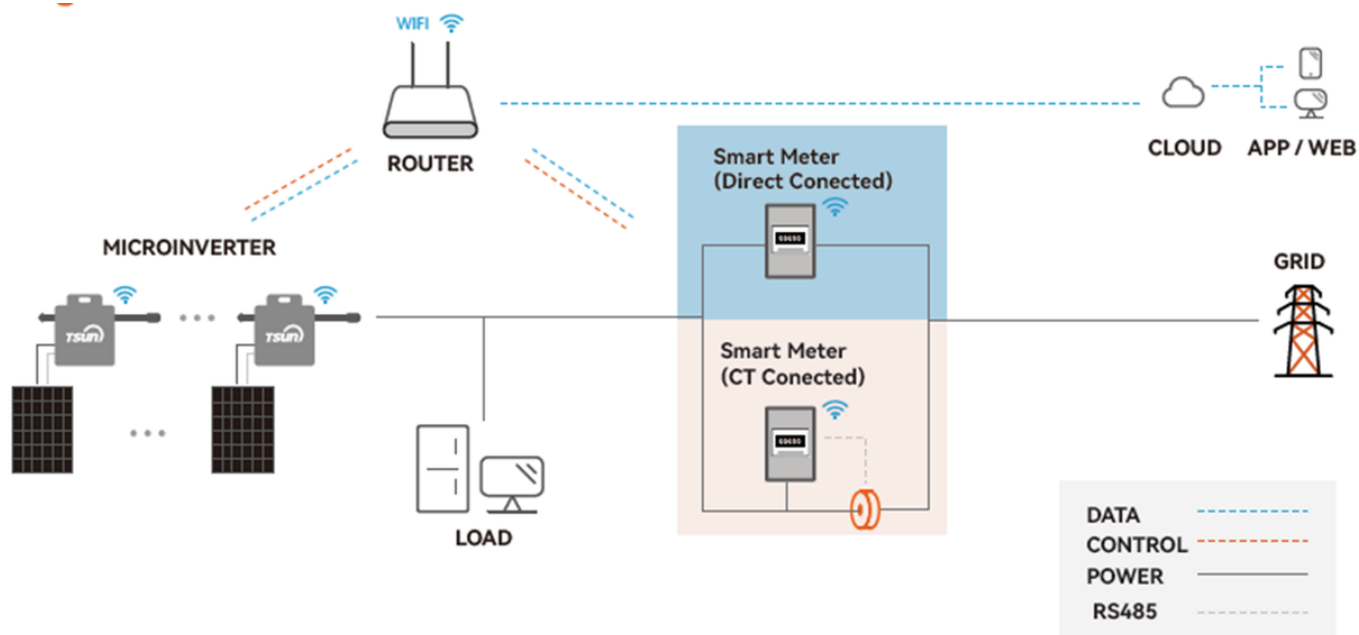 WIFI
ROUTER
CLOUD
APP / WEB
Smart Meter
(Direct Conected)
MICROINVERTER
GRID
TSUN
TSUN
Smart Meter
(CT Conected)
LOAD
DATA
CONTROL
POWER
RS485